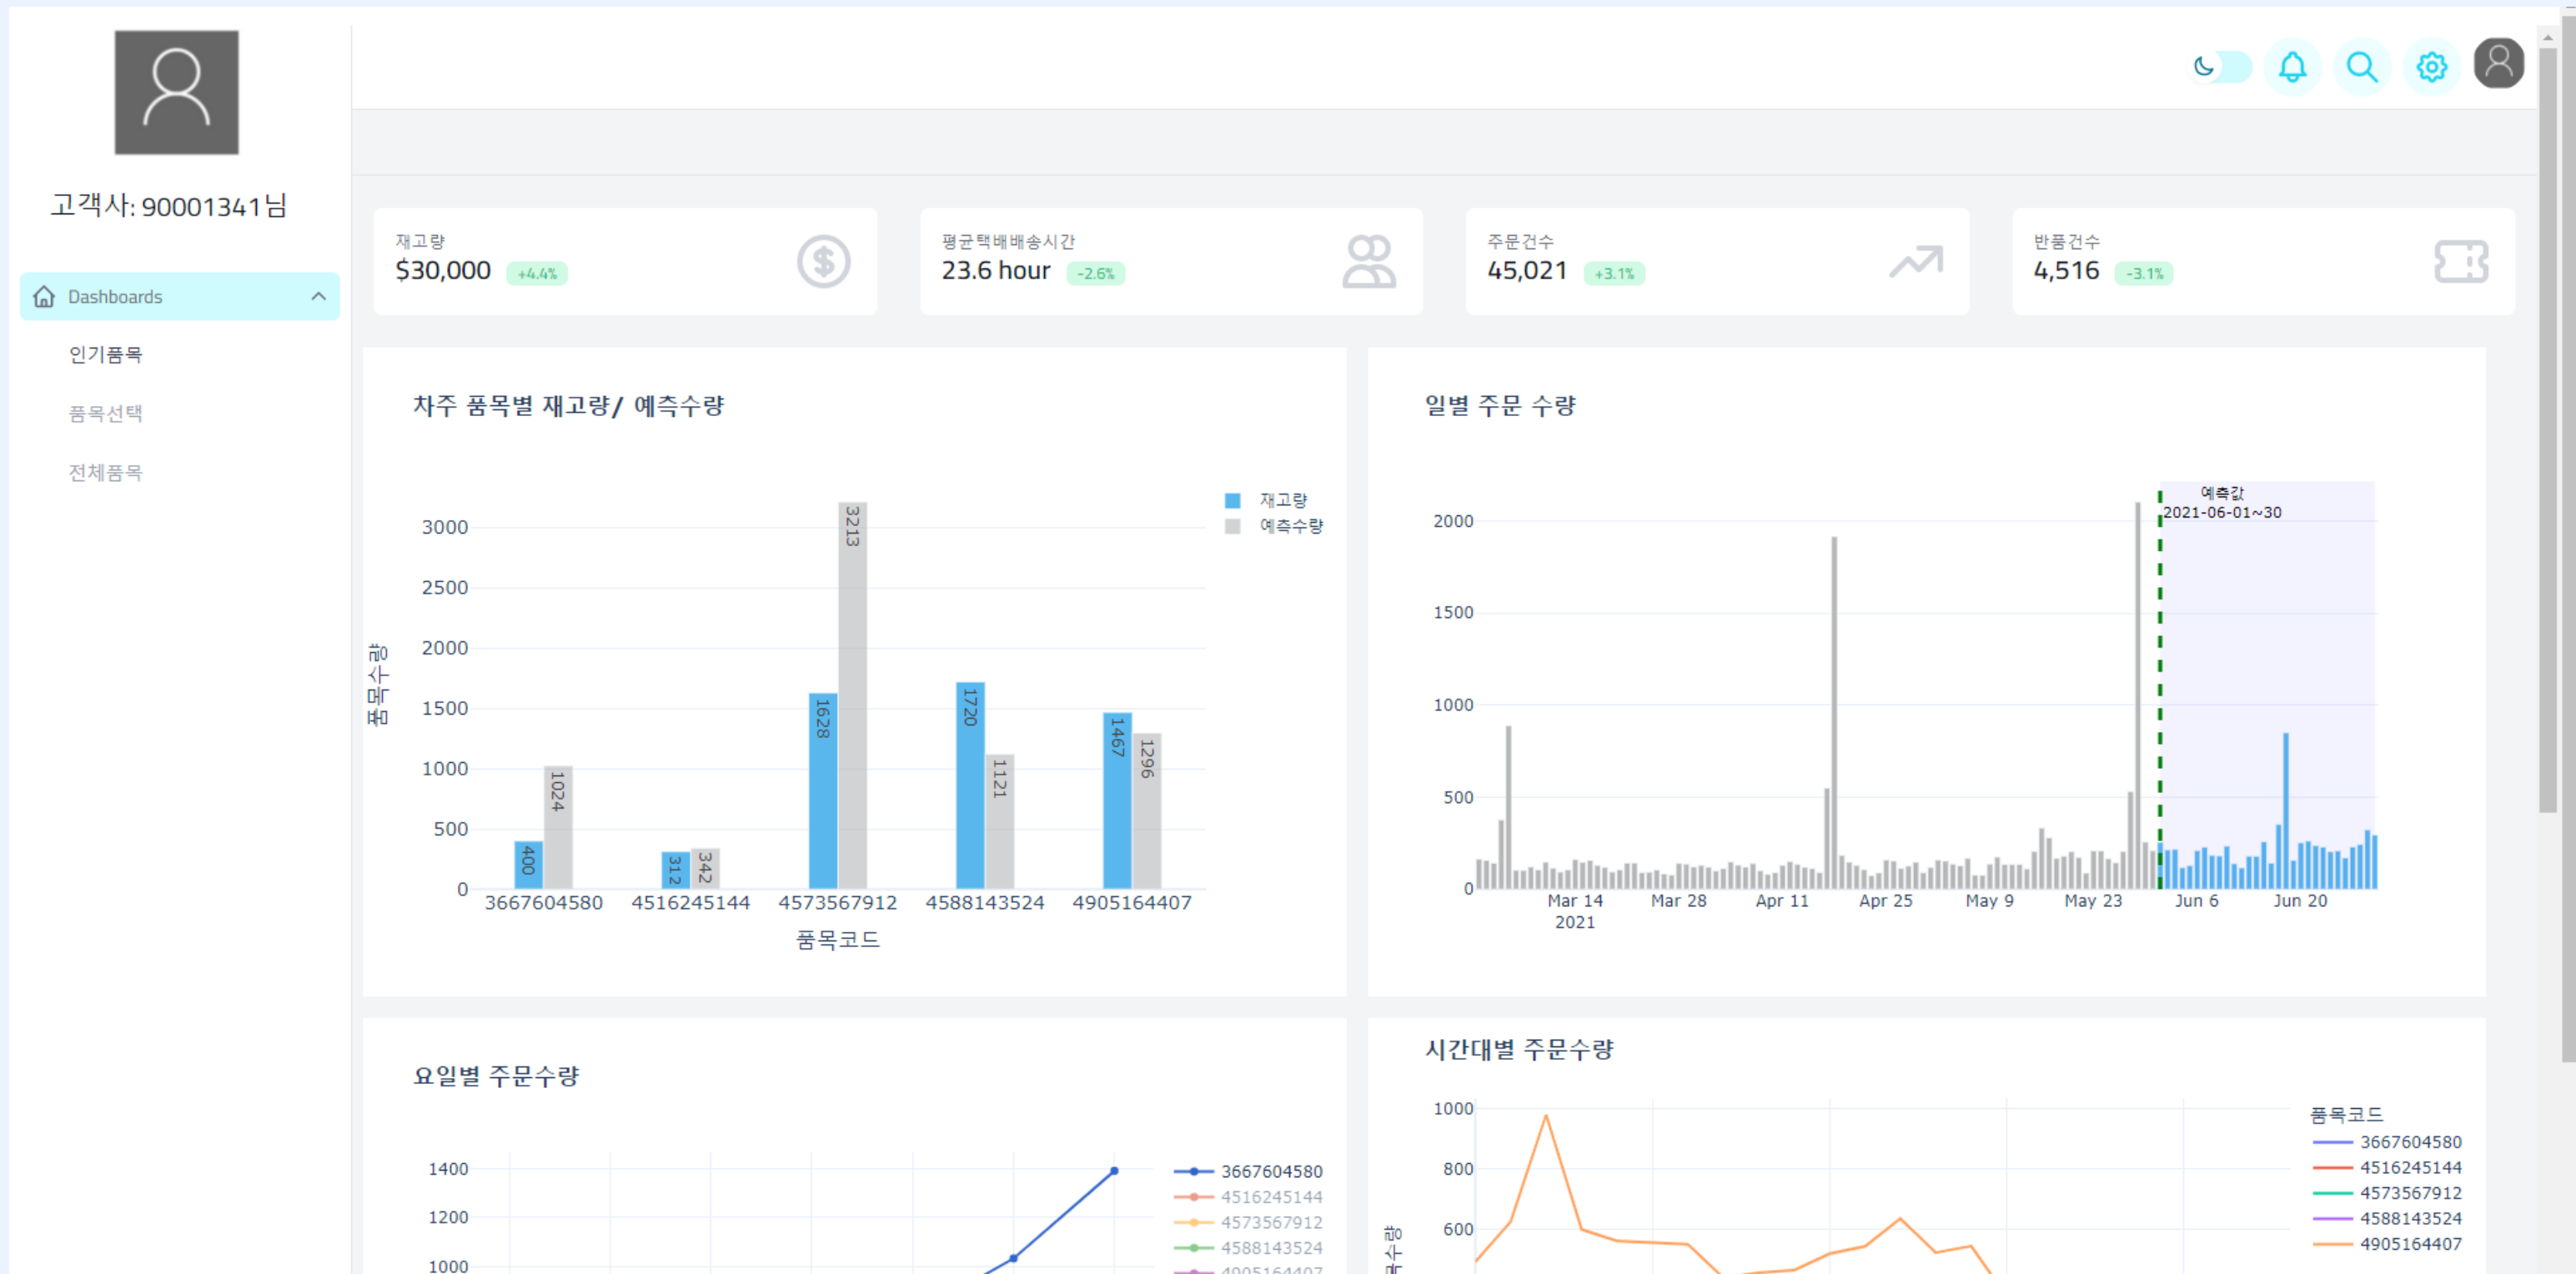 고객사: 90001341님
Dashboards
인기품목
품목선택
전체품목
재고량
$30,000 +4.4%
평균택배배송시간
23.6 hour -2.6%
주문건수
45,021 +3.1%
반품건수
4,516 -3.1%
차주 품목별 재고량/ 예측수량
재고량
예측수량
품목수량
3000
2500
2000
1500
1000
500
0
400
1024
312
342
1628
3213
1720
1121
1467
1296
3667604580 4516245144 4573567912 4588143524 4905164407
품목코드
일별 주문 수량
예측값
2021-06-01~30
2000
1500
1000
500
0
Mar 14 Mar 28 Apr 11 Apr 25 May 9 May 23 Jun 6 Jun 20
2021
요일별 주문수량
1400
1200
1000
3667604580
4516245144
4573567912
4588143524
4905164407
시간대별 주문수량
1000
800
600
품목코드
3667604580
4516245144
4573567912
4588143524
4905164407